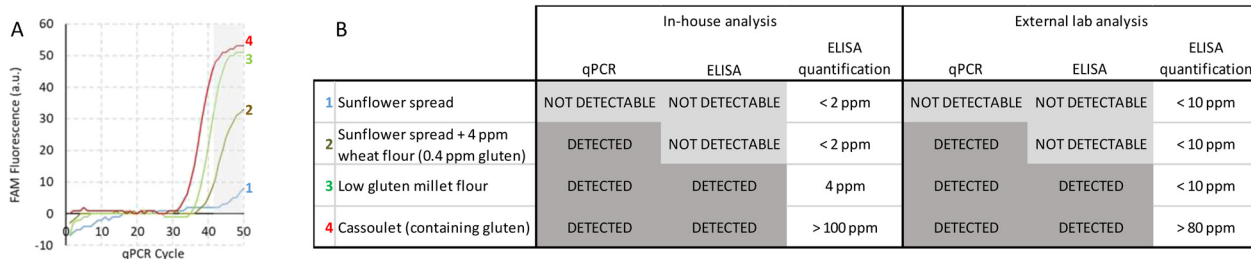 A
FAM Fluorescence (a.u.)
60
50
40
30
20
10
0
-10
0 10 20 30 40 50
qPCR Cycle
4
3
2
1
B
In-house analysis External lab analysis
qPCR ELISA ELISA quantification qPCR ELISA ELISA quantification
1 Sunflower spread NOT DETECTABLE NOT DETECTABLE < 2 ppm NOT DETECTABLE NOT DETECTABLE < 10 ppm
2 Sunflower spread + 4 ppm wheat flour (0.4 ppm gluten) DETECTED NOT DETECTABLE < 2 ppm DETECTED NOT DETECTABLE < 10 ppm
3 Low gluten millet flour DETECTED DETECTED 4 ppm DETECTED DETECTED < 10 ppm
4 Cassoulet (containing gluten) DETECTED DETECTED > 100 ppm DETECTED DETECTED > 80 ppm